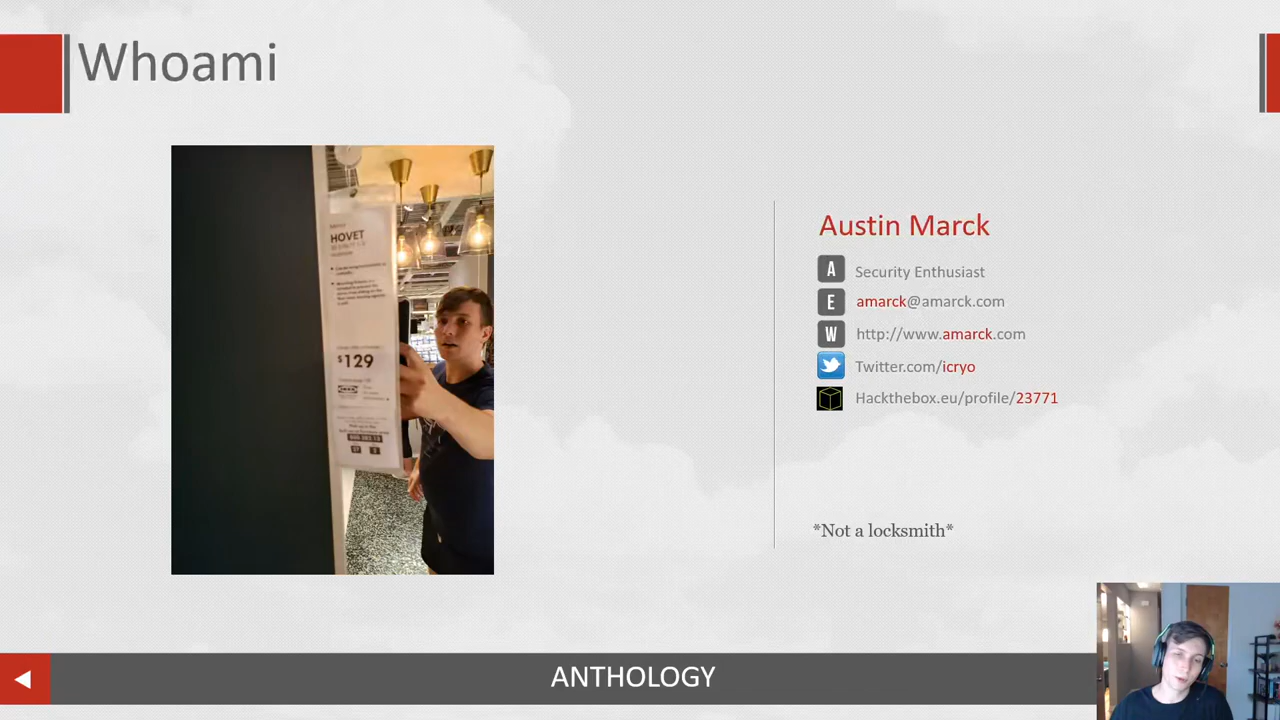 Whoami
HOVET
$129
IKEA
Austin Marck
A Security Enthusiast
E amarck@amarck.com
W http://www.amarck.com
Twitter.com/icryo
Hackthebox.eu/profile/23771
*Not a locksmith*
ANTHOLOGY